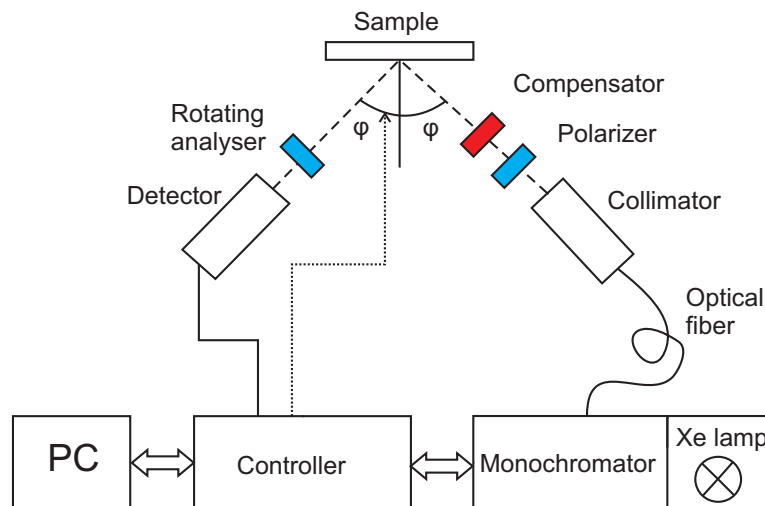 Sample
Compensator
Rotating
analyser
φ
φ
Polarizer
Detector
Collimator
Optical
fiber
PC
Controller
Monochromator
Xe lamp